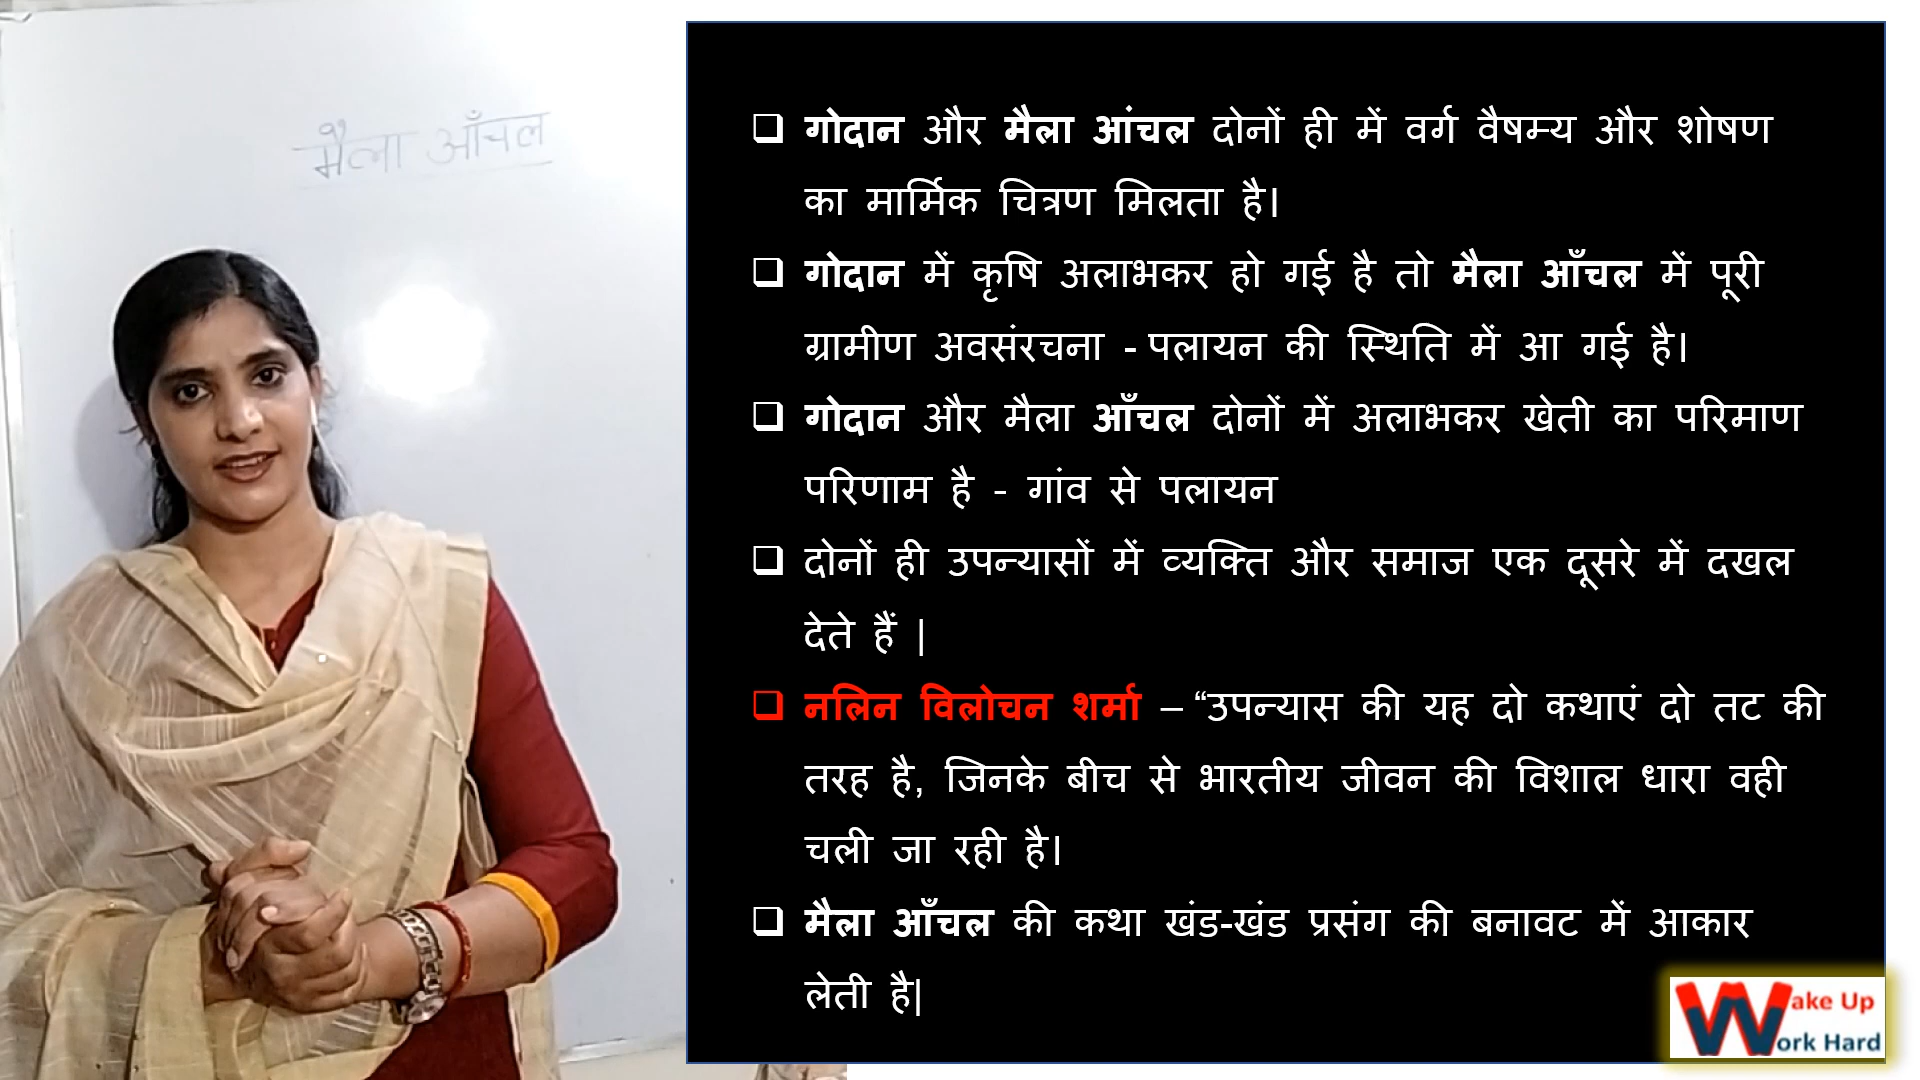 मैला आँचल
❑ गोदान और मैला आंचल दोनों ही में वर्ग वैषम्य और शोषण
का मार्मिक चित्रण मिलता है।
❑ गोदान में कृषि अलाभकर हो गई है तो मैला आँचल में पूरी
ग्रामीण अवसंरचना - पलायन की स्थिति में आ गई है।
❑ गोदान और मैला आँचल दोनों में अलाभकर खेती का परिमाण
परिणाम है - गांव से पलायन
❑ दोनों ही उपन्यासों में व्यक्ति और समाज एक दूसरे में दखल
देते हैं |
❑ नलिन विलोचन शर्मा – “उपन्यास की यह दो कथाएं दो तट की
तरह है, जिनके बीच से भारतीय जीवन की विशाल धारा वही
चली जा रही है।
❑ मैला आँचल की कथा खंड-खंड प्रसंग की बनावट में आकार
लेती है|
Wake Up
Work Hard